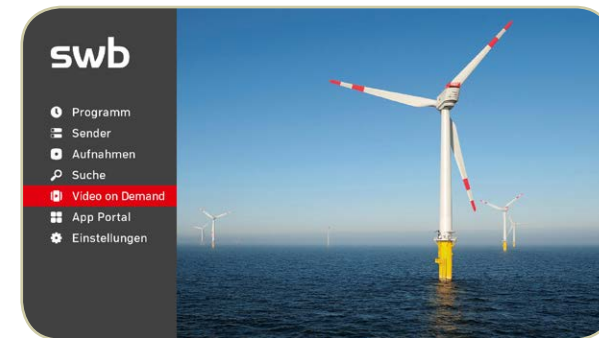 swb
Programm
Sender
Aufnahmen
Suche
Video on Demand
App Portal
Einstellungen